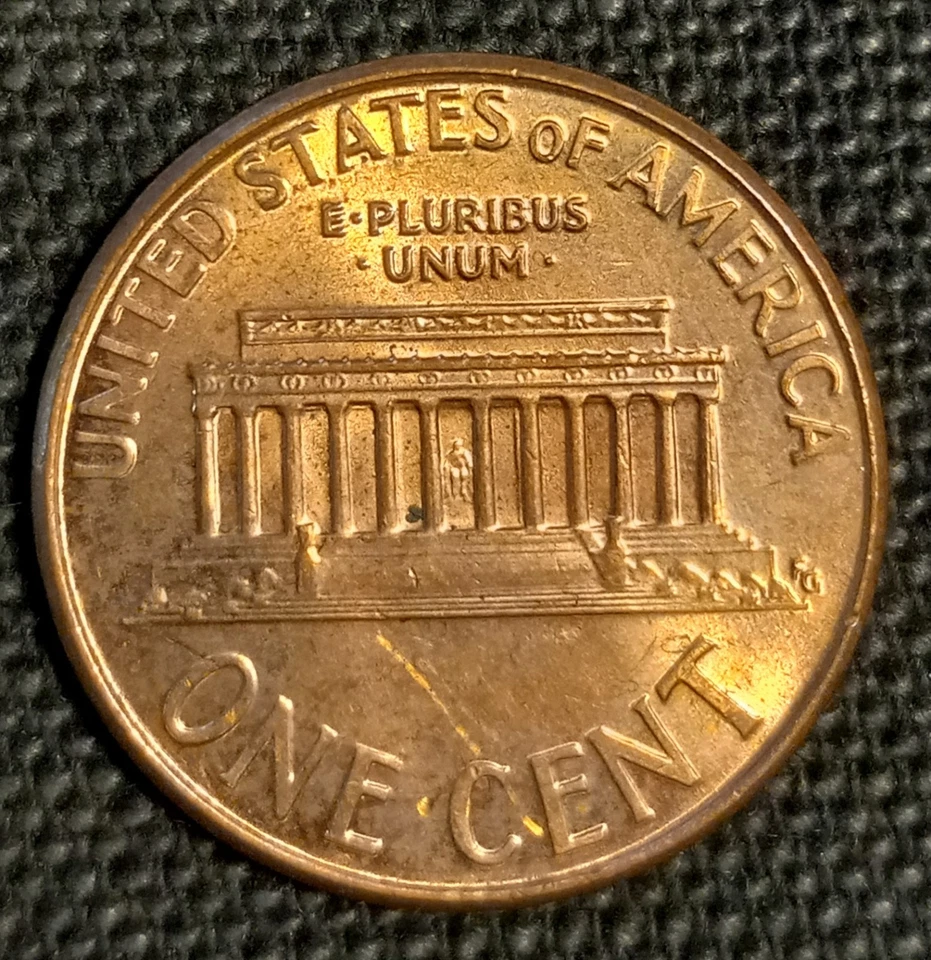 UNITED STATES OF AMERICA
E·PLURIBUS
·UNUM·
ONE CENT